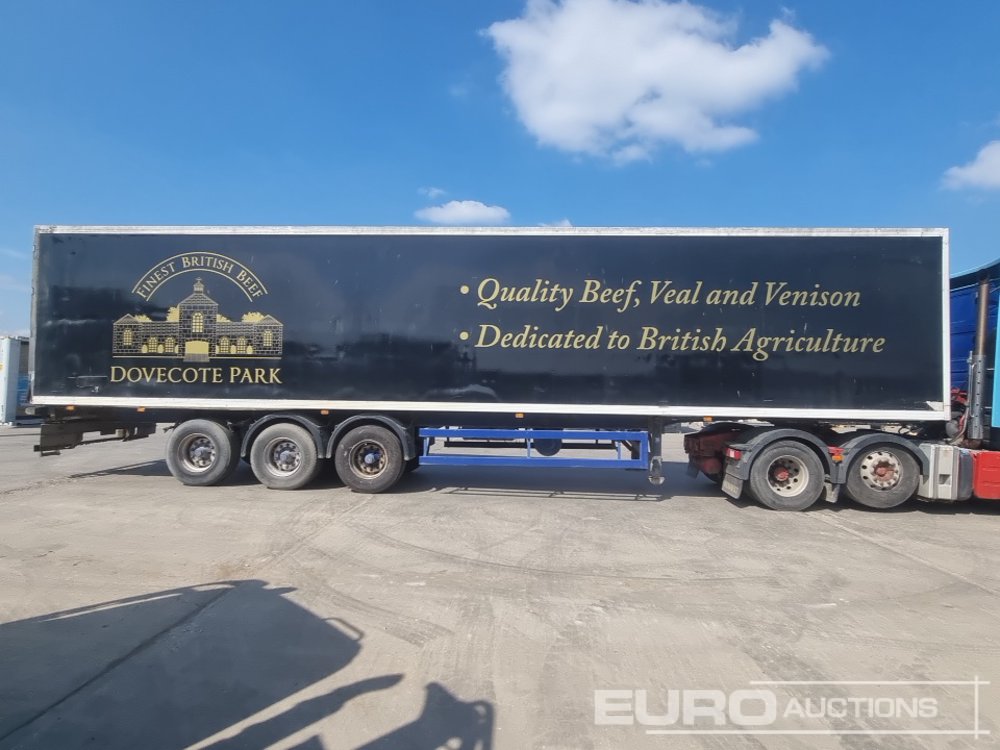 FINEST BRITISH BEEF
DOVECOTE PARK
• Quality Beef, Veal and Venison
• Dedicated to British Agriculture
EURO AUCTIONS